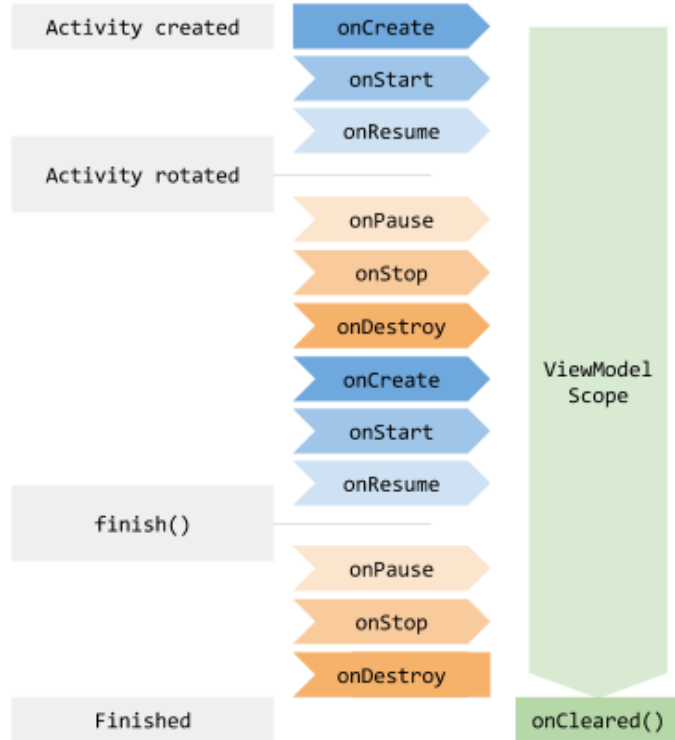 Activity created
onCreate
onStart
onResume
Activity rotated
onPause
onStop
onDestroy
onCreate
ViewModel
Scope
onStart
onResume
finish()
onPause
onStop
onDestroy
Finished
onCleared()